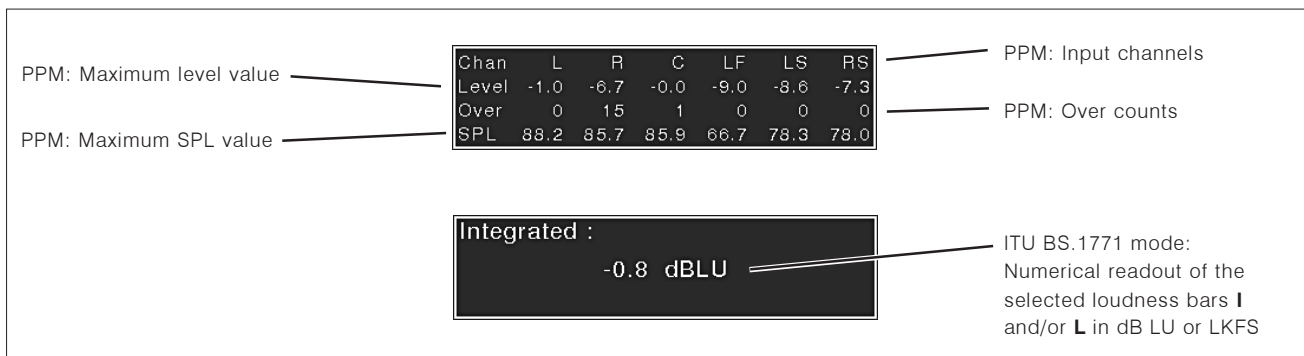 PPM: Maximum level value
PPM: Maximum SPL value
Chan L R C LF LS RS
Level -1.0 -6.7 -0.0 -9.0 -8.6 -7.3
Over 0 15 1 0 0 0
SPL 88.2 85.7 85.9 66.7 78.3 78.0
PPM: Input channels
PPM: Over counts
Integrated :
-0.8 dBLU
ITU BS.1771 mode:
Numerical readout of the
selected loudness bars I
and/or L in dB LU or LKFS